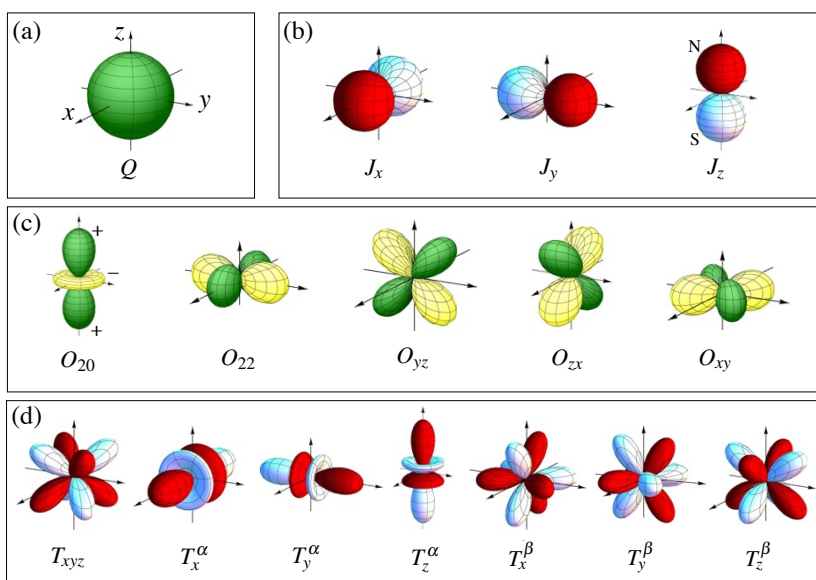 (a)
z
x
y
Q
(b)
N
S
J_x
J_y
J_z
(c)
+
−
+
O_20
O_22
O_yz
O_zx
O_xy
(d)
T_xyz
T_x^α
T_y^α
T_z^α
T_x^β
T_y^β
T_z^β